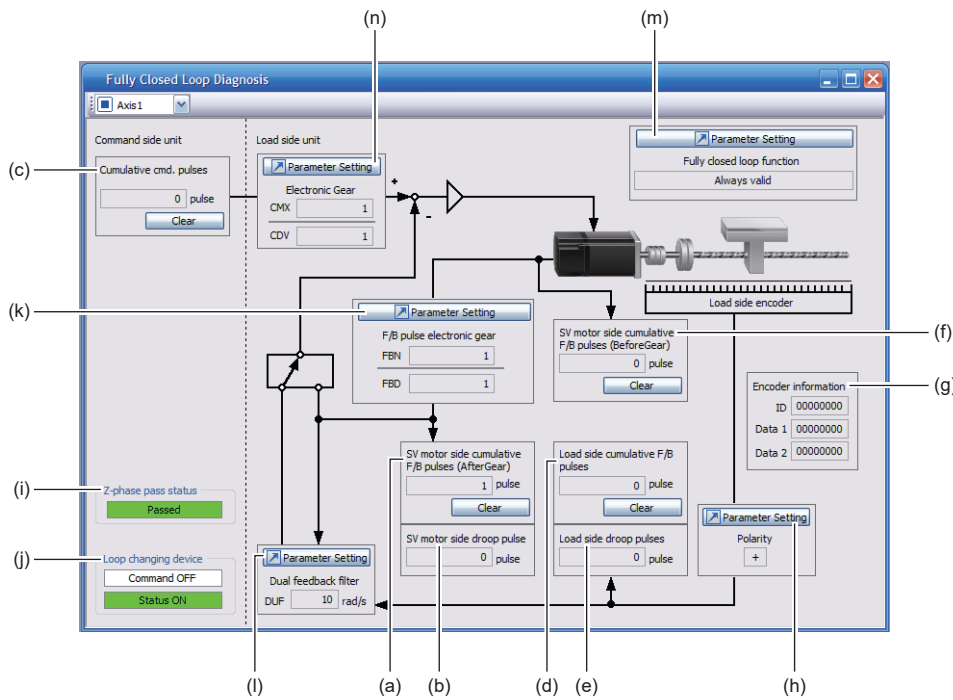 (n)
(m)
Fully Closed Loop Diagnosis
Axis1
Command side unit
Load side unit
(c)
Cumulative cmd. pulses
0 pulse
Clear
Parameter Setting
Electronic Gear
CMX 1
CDV 1
+
-
Parameter Setting
Fully closed loop function
Always valid
Load side encoder
(k)
Parameter Setting
F/B pulse electronic gear
FBN 1
FBD 1
SV motor side cumulative
F/B pulses (BeforeGear)
0 pulse
Clear
(f)
Encoder information
ID 00000000
Data 1 00000000
Data 2 00000000
(g)
SV motor side cumulative
F/B pulses (AfterGear)
1 pulse
Clear
SV motor side droop pulse
0 pulse
Load side cumulative F/B
pulses
0 pulse
Clear
Load side droop pulses
0 pulse
(i)
Z-phase pass status
Passed
(j)
Loop changing device
Command OFF
Status ON
Parameter Setting
Dual feedback filter
DUF 10 rad/s
Parameter Setting
Polarity
+
(l)
(a)
(b)
(d)
(e)
(h)